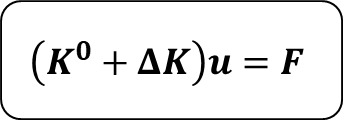 (K⁰ + ΔK)u = F